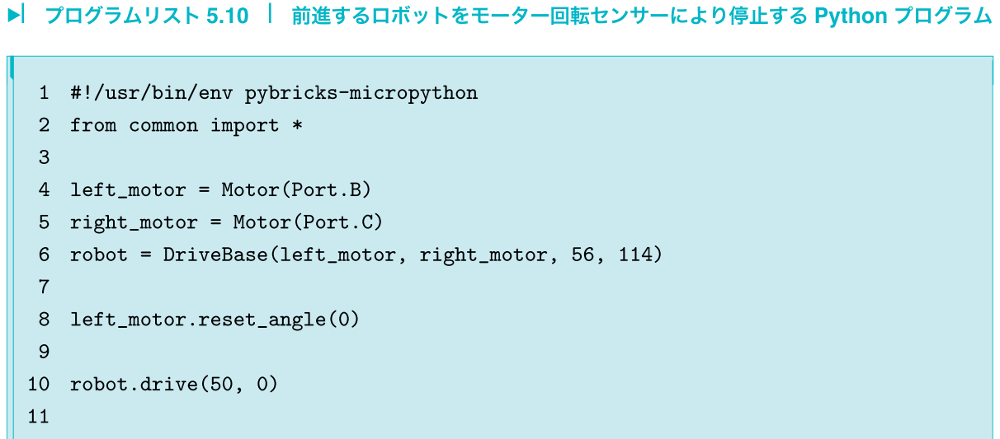 プログラムリスト 5.10 | 前進するロボットをモーター回転センサーにより停止する Python プログラム
1 #!/usr/bin/env pybricks-micropython
2 from common import *
3
4 left_motor = Motor(Port.B)
5 right_motor = Motor(Port.C)
6 robot = DriveBase(left_motor, right_motor, 56, 114)
7
8 left_motor.reset_angle(0)
9
10 robot.drive(50, 0)
11